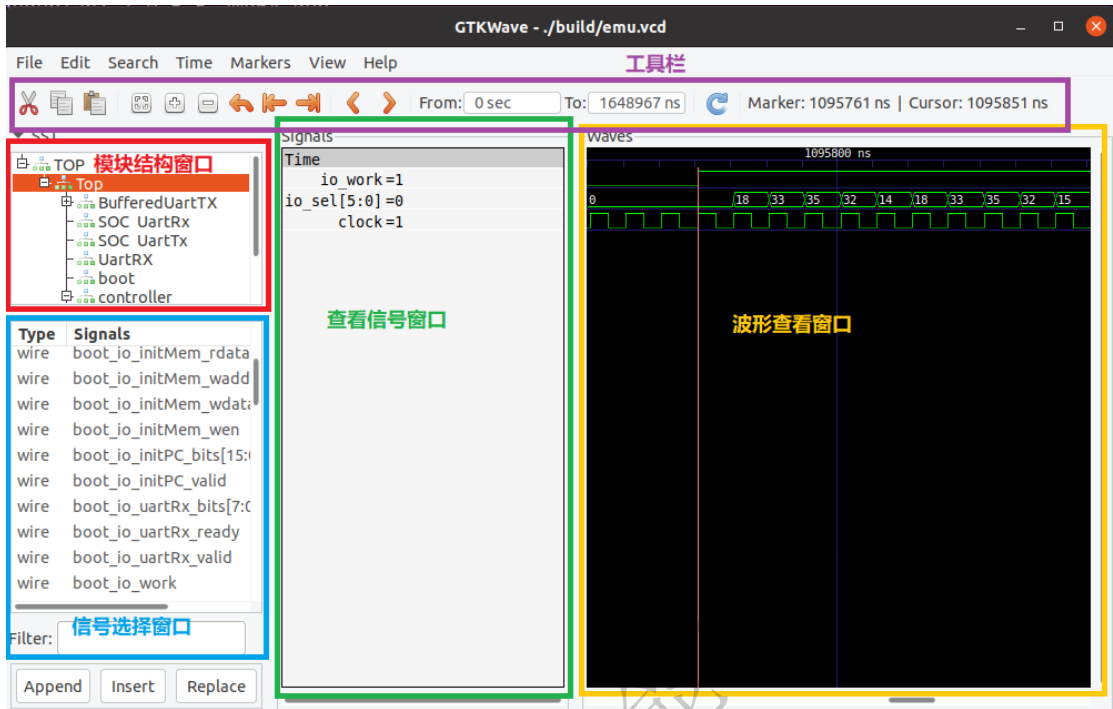 GTKWave - ./build/emu.vcd
File Edit Search Time Markers View Help
工具栏
From: 0 sec To: 1648967 ns Marker: 1095761 ns | Cursor: 1095851 ns
SST
TOP 模块结构窗口
Top
BufferedUartTX
SOC_UartRx
SOC_UartTx
UartRX
boot
controller
Type Signals
wire boot_io_initMem_rdata
wire boot_io_initMem_wadd
wire boot_io_initMem_wdata
wire boot_io_initMem_wen
wire boot_io_initPC_bits[15:
wire boot_io_initPC_valid
wire boot_io_uartRx_bits[7:0
wire boot_io_uartRx_ready
wire boot_io_uartRx_valid
wire boot_io_work
信号选择窗口
Filter:
Append Insert Replace
Signals
Time
io_work=1
io_sel[5:0]=0
clock=1
查看信号窗口
Waves
1095800 ns
0 18 33 35 32 14 18 33 35 32 15
波形查看窗口